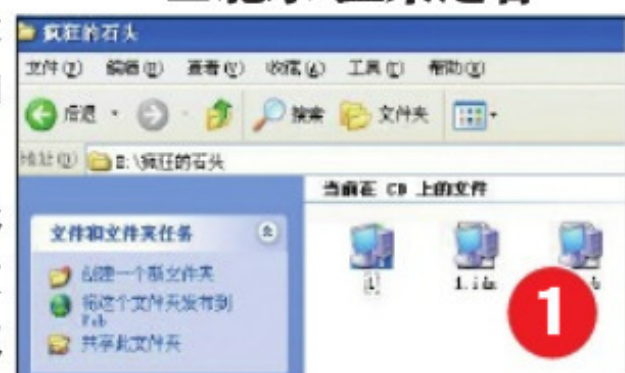 疯狂的石头
文件(F) 编辑(E) 查看(V) 收藏(A) 工具(T) 帮助(H)
后退 搜索 文件夹
地址(D) E:\疯狂的石头
当前在 CD 上的文件
文件和文件夹任务
创建一个新文件夹
将这个文件夹发布到
Web
共享此文件夹
1.idx
1